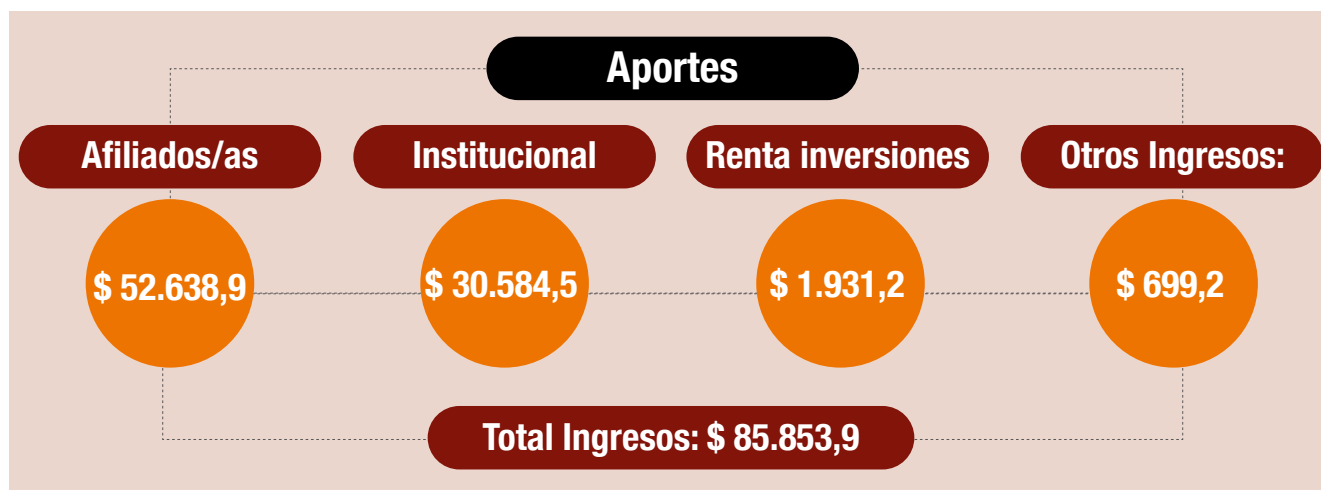 Aportes
Afiliados/as
Institucional
Renta inversiones
Otros Ingresos:
$ 52.638,9
$ 30.584,5
$ 1.931,2
$ 699,2
Total Ingresos: $ 85.853,9